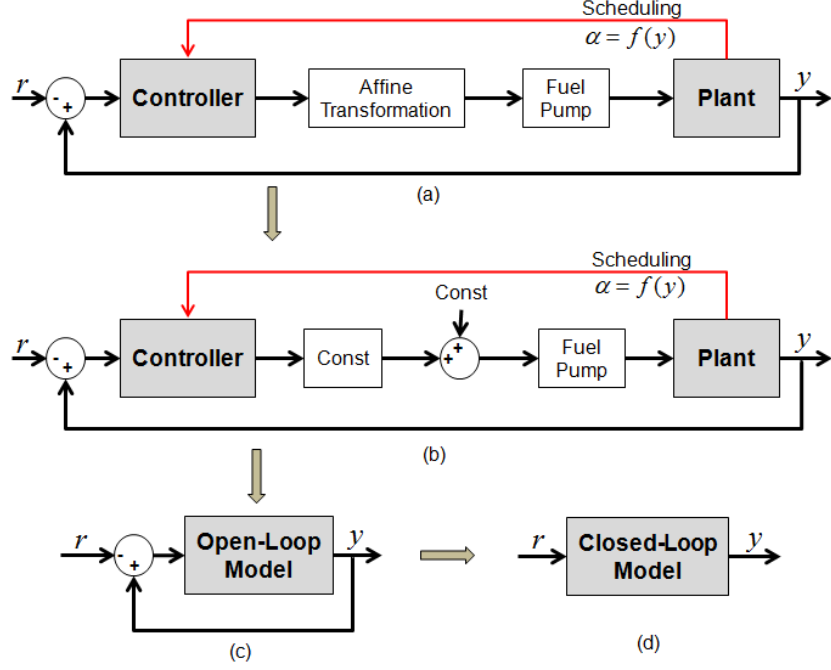 Scheduling
α = f(y)
r
-
+
Controller
Affine
Transformation
Fuel
Pump
Plant
y
(a)
Scheduling
α = f(y)
Const
r
-
+
Controller
Const
+
+
Fuel
Pump
Plant
y
(b)
r
-
+
Open-Loop
Model
y
r
Closed-Loop
Model
y
(c)
(d)